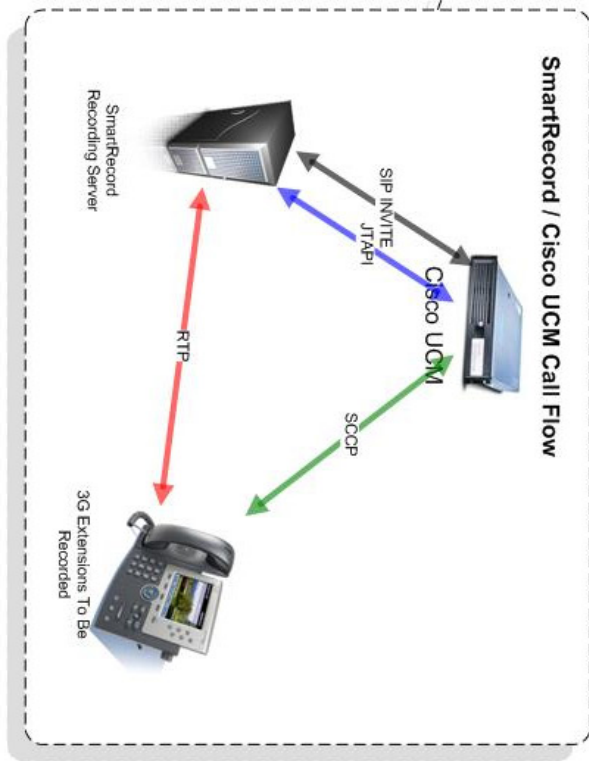 SmartRecord / Cisco UCM Call Flow
Cisco UCM
SIP INVITE
JTAPI
SCCP
SmartRecord
Recording Server
RTP
3G Extensions To Be
Recorded